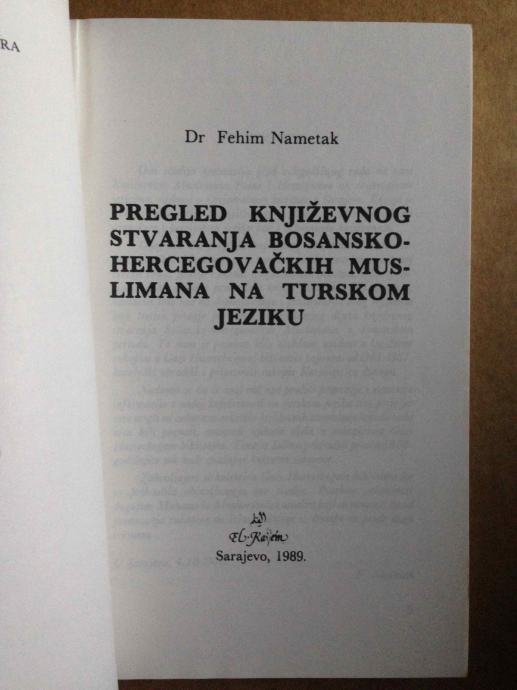 RA
Dr Fehim Nametak
PREGLED KNJIŽEVNOG
STVARANJA BOSANSKO-
HERCEGOVAČKIH MUS-
LIMANA NA TURSKOM
JEZIKU
El-Kalem
Sarajevo, 1989.